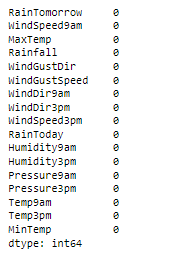 RainTomorrow 0
WindSpeed9am 0
MaxTemp 0
Rainfall 0
WindGustDir 0
WindGustSpeed 0
WindDir9am 0
WindDir3pm 0
WindSpeed3pm 0
RainToday 0
Humidity9am 0
Humidity3pm 0
Pressure9am 0
Pressure3pm 0
Temp9am 0
Temp3pm 0
MinTemp 0
dtype: int64